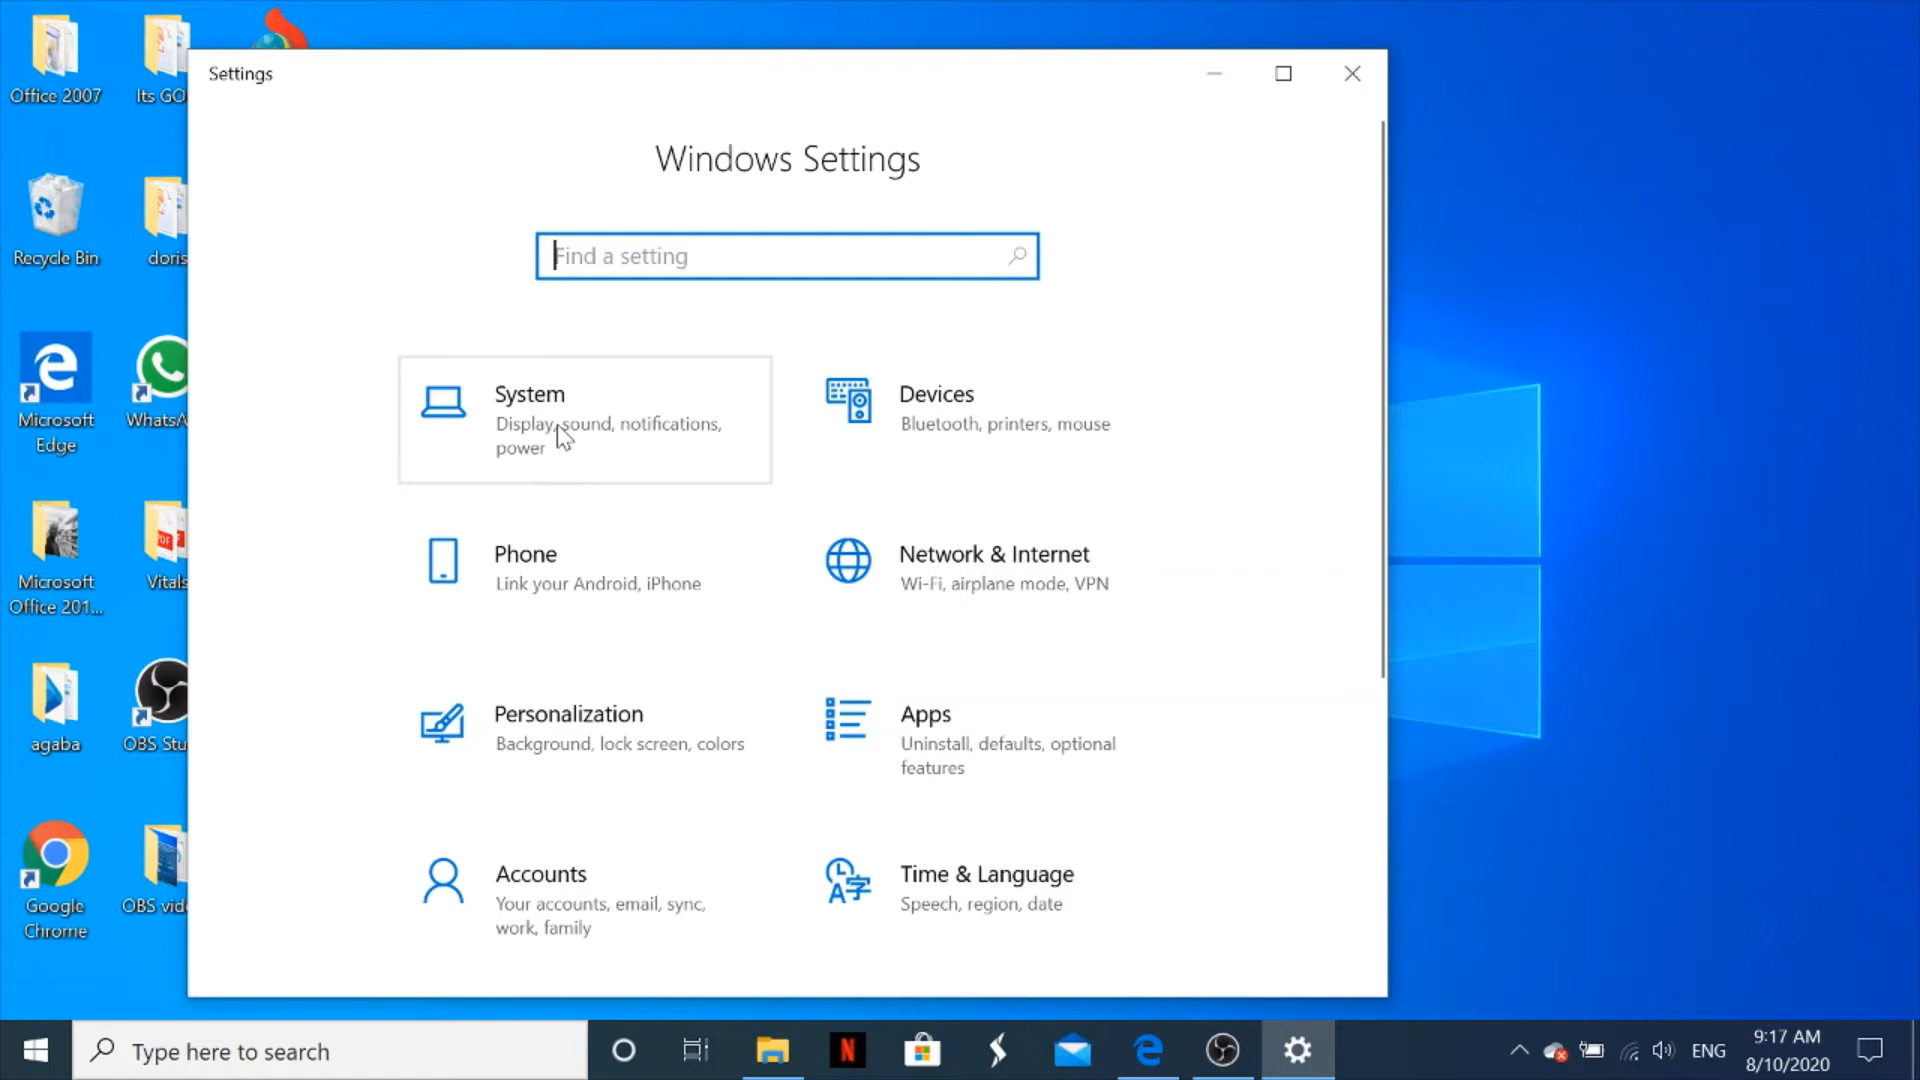 Office 2007
Its GO
Recycle Bin
doris
Microsoft
Edge
WhatsA
Microsoft
Office 201...
Vitals
PDF
agaba
OBS Stu
Google
Chrome
OBS vid
Settings
Windows Settings
Find a setting
System
Display, sound, notifications,
power
Devices
Bluetooth, printers, mouse
Phone
Link your Android, iPhone
Network & Internet
Wi-Fi, airplane mode, VPN
Personalization
Background, lock screen, colors
Apps
Uninstall, defaults, optional
features
Accounts
Your accounts, email, sync,
work, family
Time & Language
Speech, region, date
Type here to search
N
ENG
9:17 AM
8/10/2020